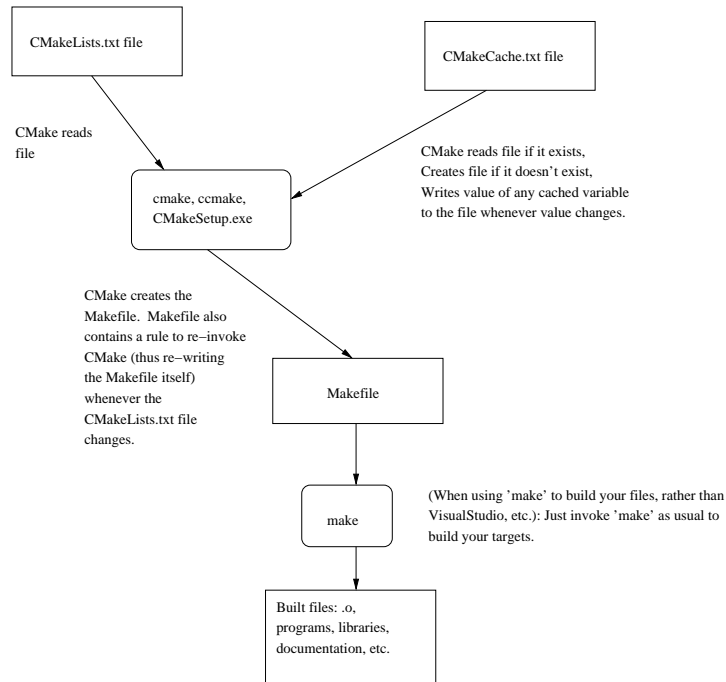 CMakeLists.txt file
CMakeCache.txt file
CMake reads
file
CMake reads file if it exists,
Creates file if it doesn't exist,
Writes value of any cached variable
to the file whenever value changes.
cmake, ccmake,
CMakeSetup.exe
CMake creates the
Makefile. Makefile also
contains a rule to re−invoke
CMake (thus re−writing
the Makefile itself)
whenever the
CMakeLists.txt file
changes.
Makefile
make
(When using 'make' to build your files, rather than
VisualStudio, etc.): Just invoke 'make' as usual to
build your targets.
Built files: .o,
programs, libraries,
documentation, etc.